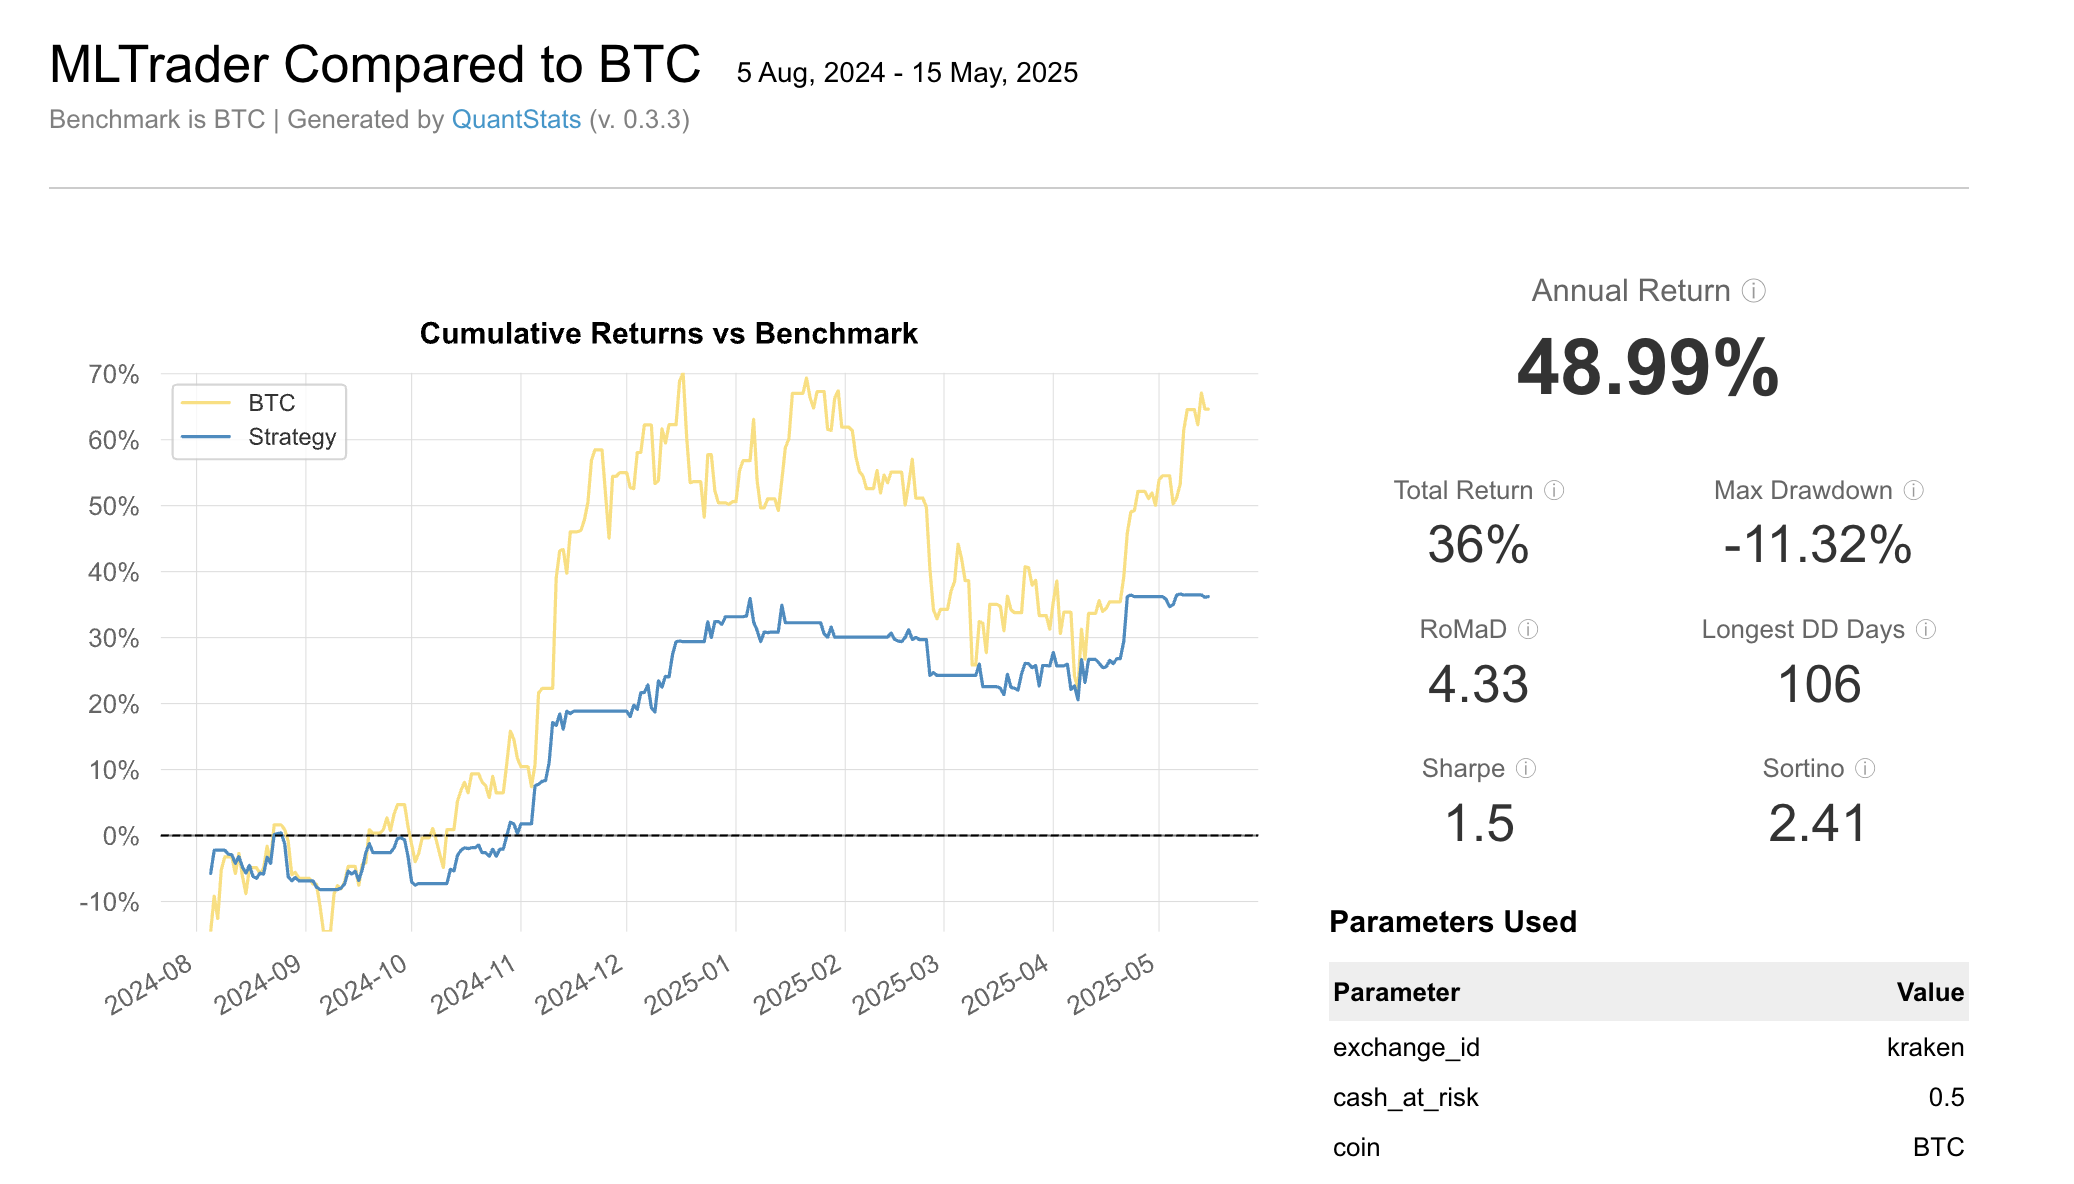 MLTrader Compared to BTC 5 Aug, 2024 - 15 May, 2025
Benchmark is BTC | Generated by QuantStats (v. 0.3.3)
Cumulative Returns vs Benchmark
70%
60%
50%
40%
30%
20%
10%
0%
-10%
BTC
Strategy
2024-08
2024-09
2024-10
2024-11
2024-12
2025-01
2025-02
2025-03
2025-04
2025-05
Annual Return ⓘ
48.99%
Total Return ⓘ Max Drawdown ⓘ
36% -11.32%
RoMaD ⓘ Longest DD Days ⓘ
4.33 106
Sharpe ⓘ Sortino ⓘ
1.5 2.41
Parameters Used
Parameter Value
exchange_id kraken
cash_at_risk 0.5
coin BTC